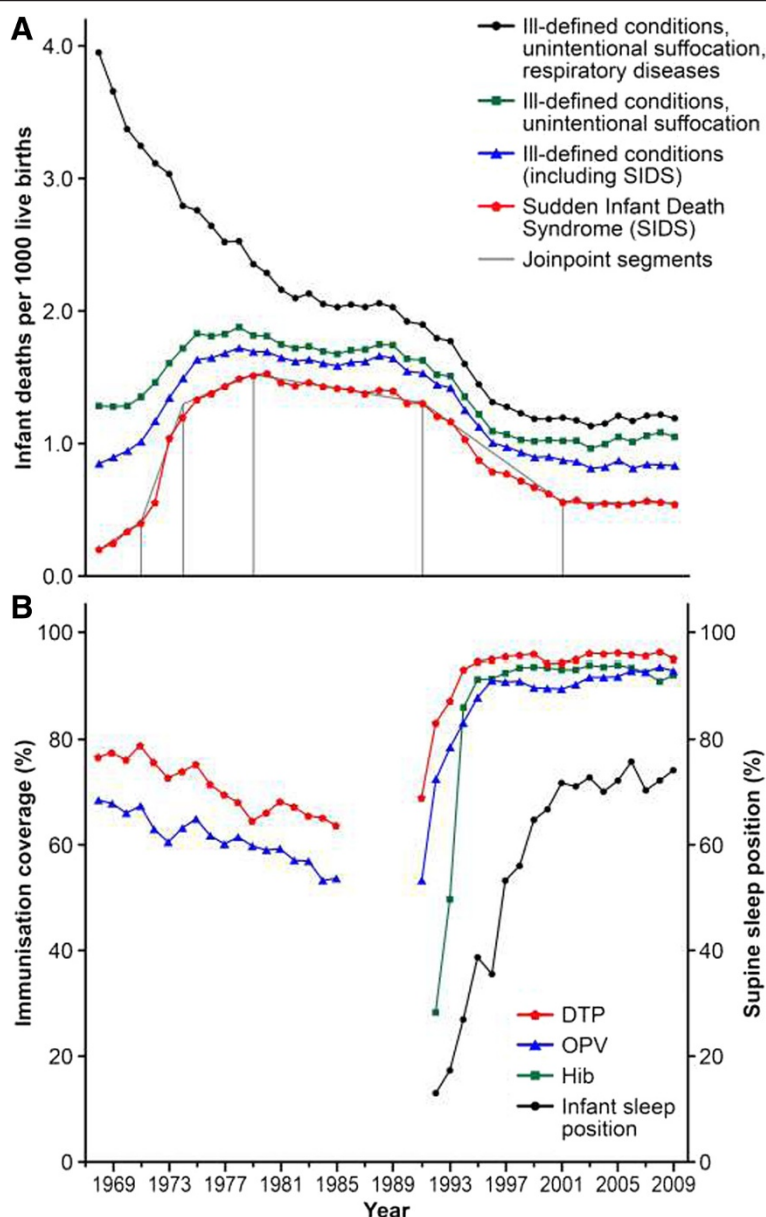 A
Infant deaths per 1000 live births
4.0
3.0
2.0
1.0
0.0
Ill-defined conditions,
unintentional suffocation,
respiratory diseases
Ill-defined conditions,
unintentional suffocation
Ill-defined conditions
(including SIDS)
Sudden Infant Death
Syndrome (SIDS)
Joinpoint segments
B
Immunisation coverage (%)
100
80
60
40
20
0
100
80
60
40
20
0
Supine sleep position (%)
DTP
OPV
Hib
Infant sleep
position
1969 1973 1977 1981 1985 1989 1993 1997 2001 2005 2009
Year